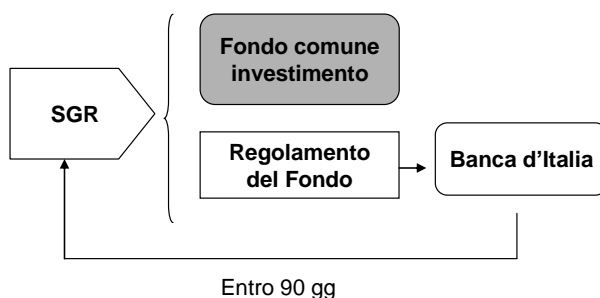 Fondo comune
investimento
SGR
Regolamento
del Fondo
Banca d'Italia
Entro 90 gg